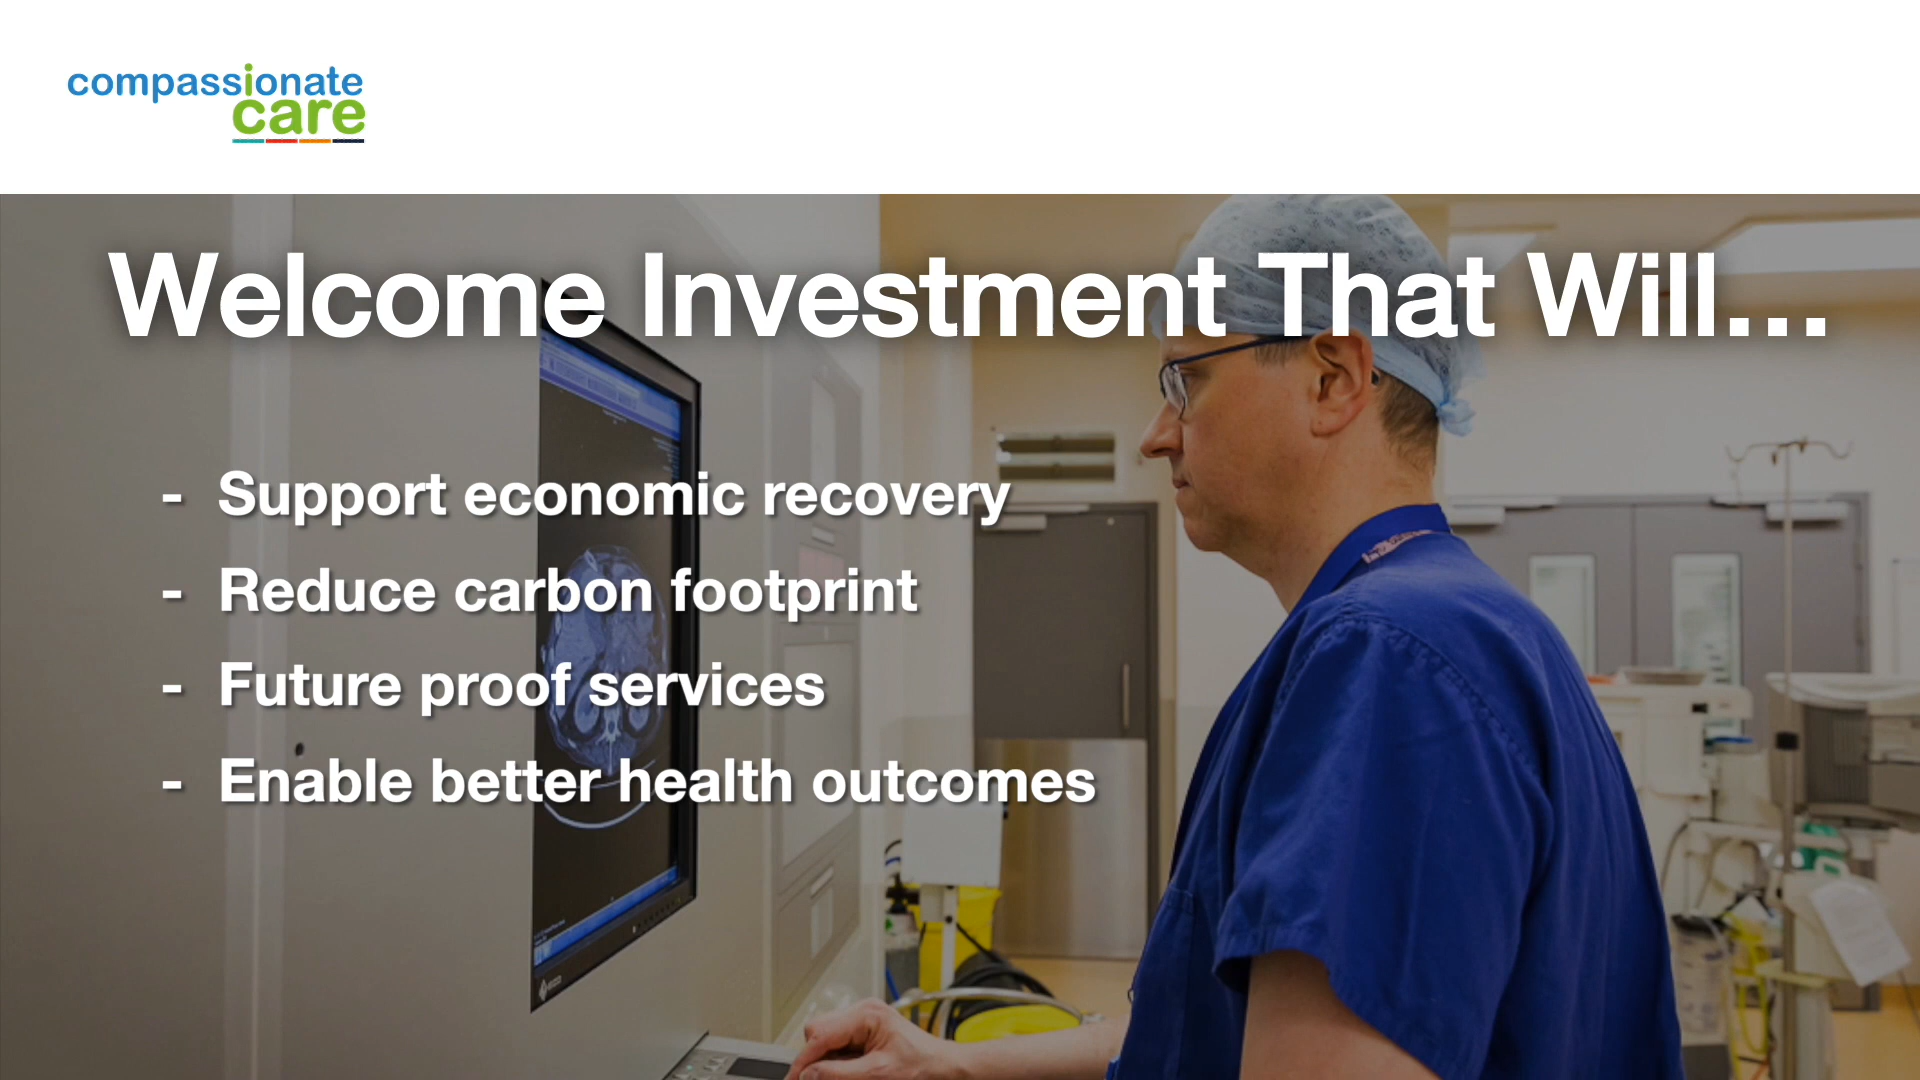 compassionate
care
Welcome Investment That Will...
- Support economic recovery
- Reduce carbon footprint
- Future proof services
- Enable better health outcomes